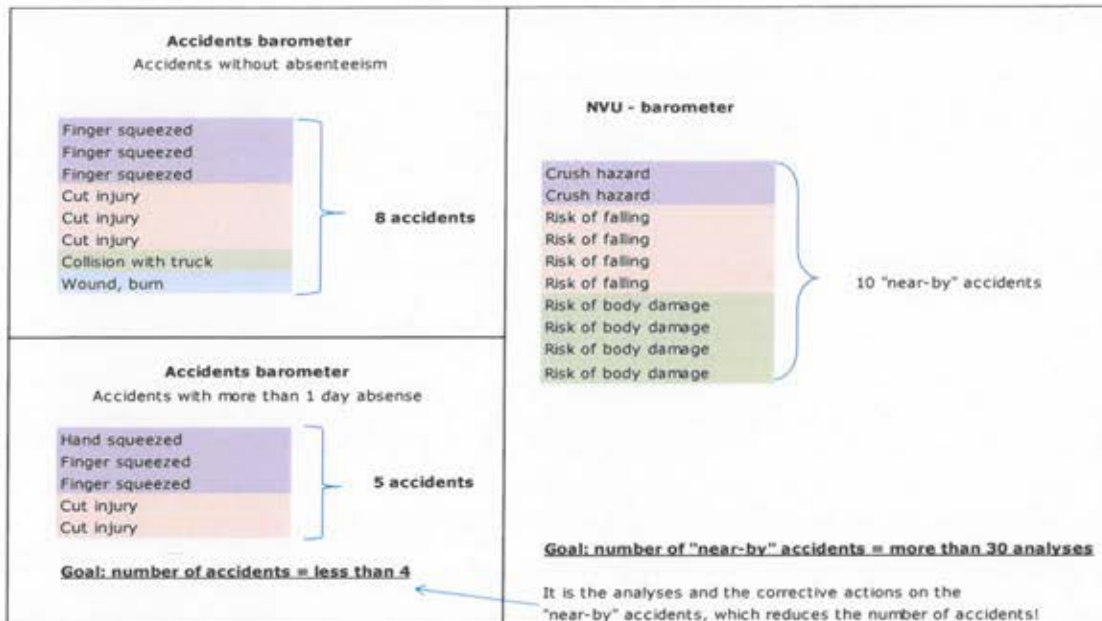 Accidents barometer
Accidents without absenteeism
Finger squeezed
Finger squeezed
Finger squeezed
Cut injury
Cut injury
Cut injury
Collision with truck
Wound, burn
8 accidents
Accidents barometer
Accidents with more than 1 day absense
Hand squeezed
Finger squeezed
Finger squeezed
Cut injury
Cut injury
5 accidents
Goal: number of accidents = less than 4
NVU - barometer
Crush hazard
Crush hazard
Risk of falling
Risk of falling
Risk of falling
Risk of falling
Risk of body damage
Risk of body damage
Risk of body damage
Risk of body damage
10 "near-by" accidents
Goal: number of "near-by" accidents = more than 30 analyses
It is the analyses and the corrective actions on the
"near-by" accidents, which reduces the number of accidents!